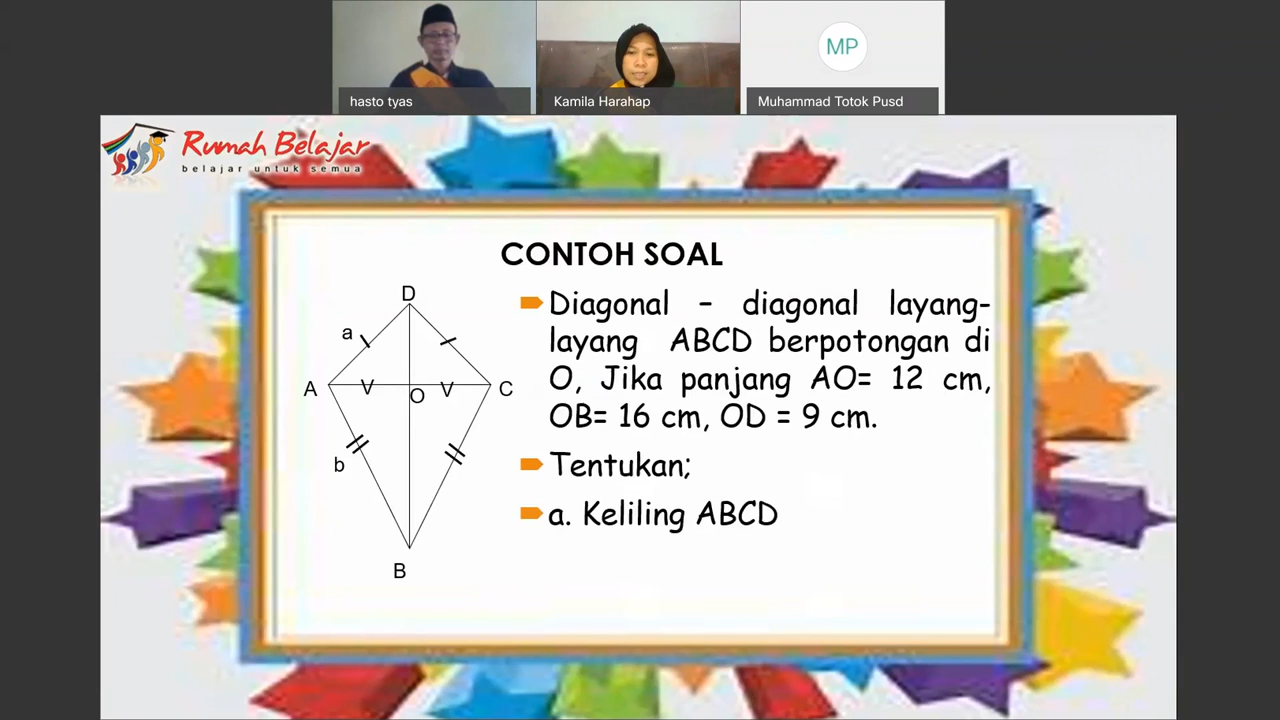 hasto tyas
Kamila Harahap
MP
Muhammad Totok Pusd
Rumah Belajar
belajar untuk semua
CONTOH SOAL
D
a
A
V
O
V
C
b
B
Diagonal – diagonal layang-
layang ABCD berpotongan di
O, Jika panjang AO= 12 cm,
OB= 16 cm, OD = 9 cm.
Tentukan;
a. Keliling ABCD